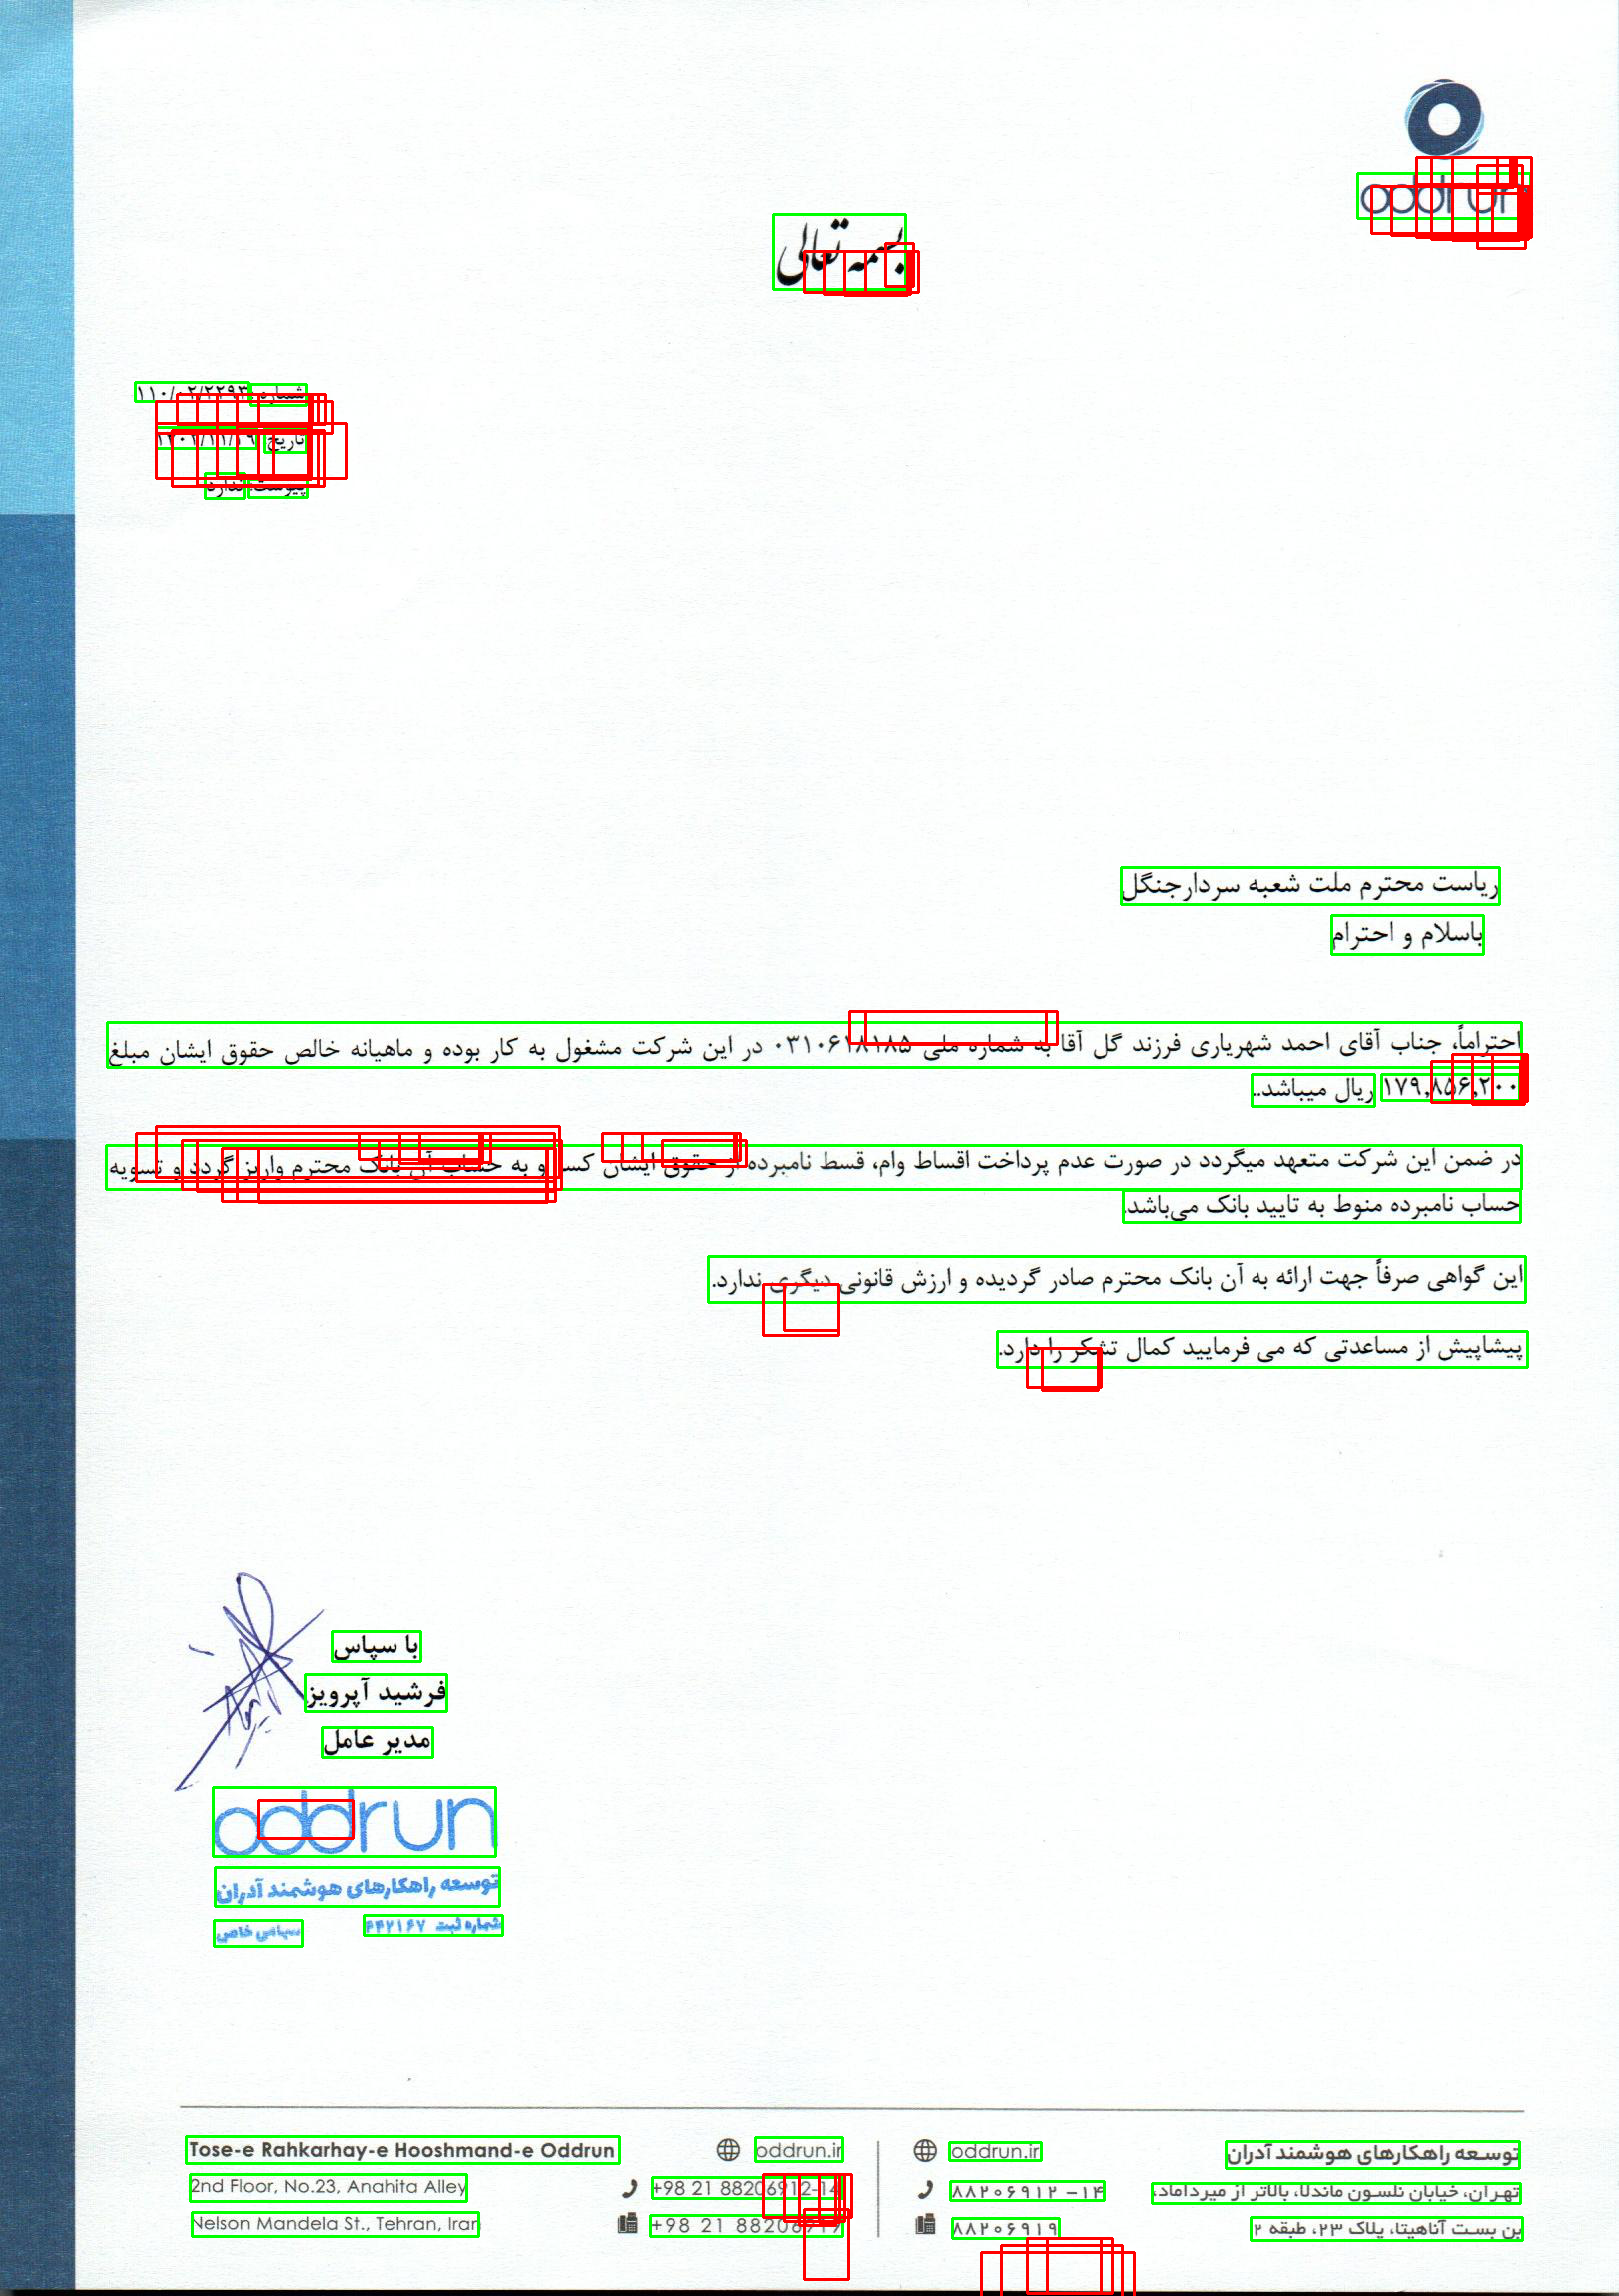 oddrun
بسمه تعالی
شماره: ۱۱۰/۰۲/۲۲۹۳
تاریخ:
پیوست: ندارد
ریاست محترم ملت شعبه سردارجنگل
باسلام و احترام
احتراماً، جناب آقای احمد شهریاری فرزند گل آقا به شماره ملی ۰۳۱۰۶۱۸۱۸۵ در این شرکت مشغول به کار بوده و ماهیانه خالص حقوق ایشان مبلغ
۱۷۹,۸۵۶,۲۰۰ ریال میباشد.
در ضمن این شرکت متعهد میگردد در صورت عدم پرداخت اقساط وام، قسط نامبرده از حقوق ایشان کسر و به حساب آن بانک محترم واریز گردد و تسویه
حساب نامبرده منوط به تایید بانک می‌باشد.
این گواهی صرفاً جهت ارائه به آن بانک محترم صادر گردیده و ارزش قانونی دیگری ندارد.
پیشاپیش از مساعدتی که می فرمایید کمال تشکر را دارد.
با سپاس
فرشید آپرویز
مدیر عامل
oddrun
توسعه راهکارهای هوشمند آدران
شماره ثبت ۴۴۲۱۶۷
سهامی خاص
توسعه راهکارهای هوشمند آدران
تهران، خیابان نلسون ماندلا، بالاتر از میرداماد،
بن بست آناهیتا، پلاک ۲۳، طبقه ۲
oddrun.ir
۸۸۲۰۶۹۱۲ -۱۴
۸۸۲۰۶۹۱۹
Tose-e Rahkarhay-e Hooshmand-e Oddrun
2nd Floor, No.23, Anahita Alley
Nelson Mandela St., Tehran, Iran
oddrun.ir
+98 21 88206912-14
+98 21 88206919